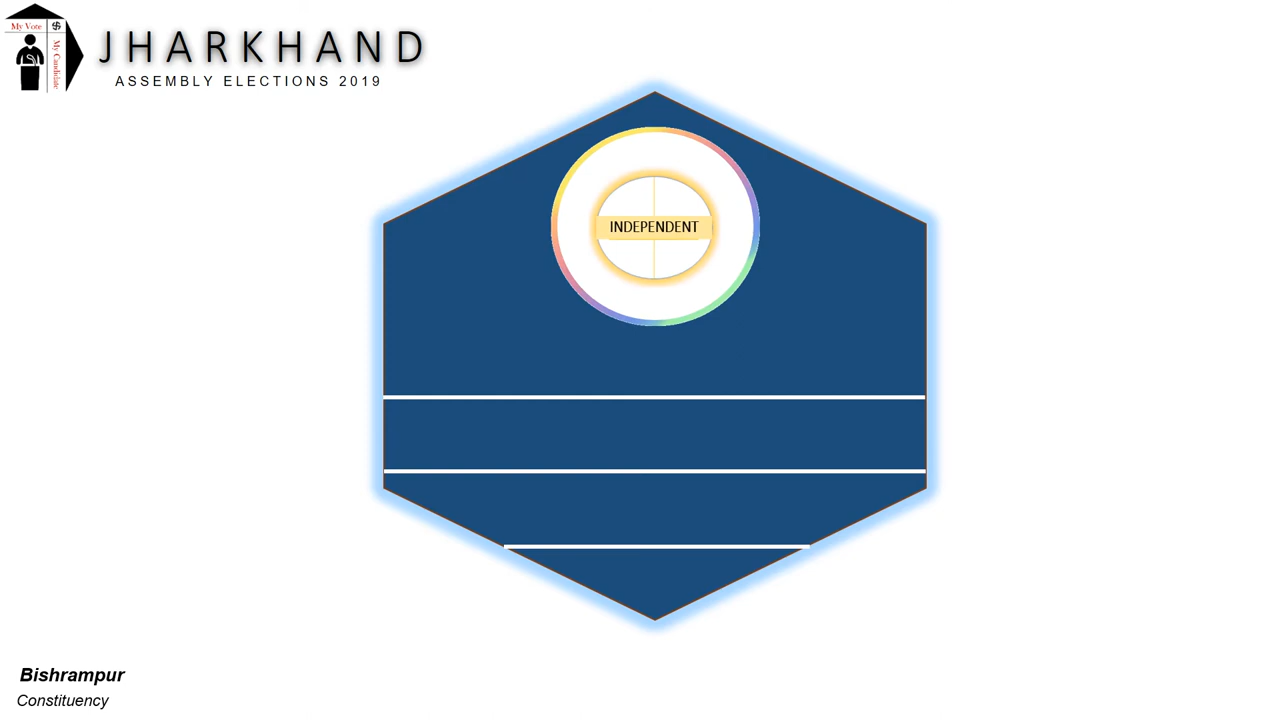 My Vote
My Candidate
JHARKHAND
ASSEMBLY ELECTIONS 2019
INDEPENDENT
Bishrampur
Constituency